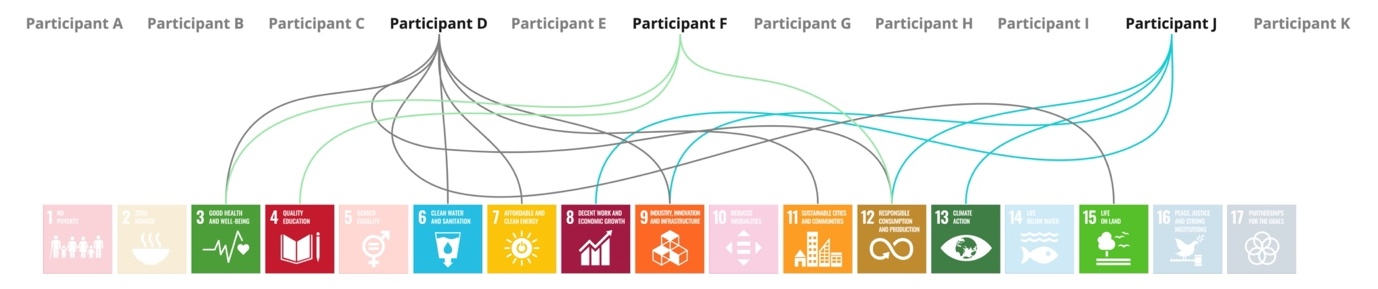 Participant A Participant B Participant C Participant D Participant E Participant F Participant G Participant H Participant I Participant J Participant K
1 NO
POVERTY
2 ZERO
HUNGER
3 GOOD HEALTH
AND WELL-BEING
4 QUALITY
EDUCATION
5 GENDER
EQUALITY
6 CLEAN WATER
AND SANITATION
7 AFFORDABLE AND
CLEAN ENERGY
8 DECENT WORK AND
ECONOMIC GROWTH
9 INDUSTRY, INNOVATION
AND INFRASTRUCTURE
10 REDUCED
INEQUALITIES
11 SUSTAINABLE CITIES
AND COMMUNITIES
12 RESPONSIBLE
CONSUMPTION
AND PRODUCTION
13 CLIMATE
ACTION
14 LIFE
BELOW WATER
15 LIFE
ON LAND
16 PEACE, JUSTICE
AND STRONG
INSTITUTIONS
17 PARTNERSHIPS
FOR THE GOALS